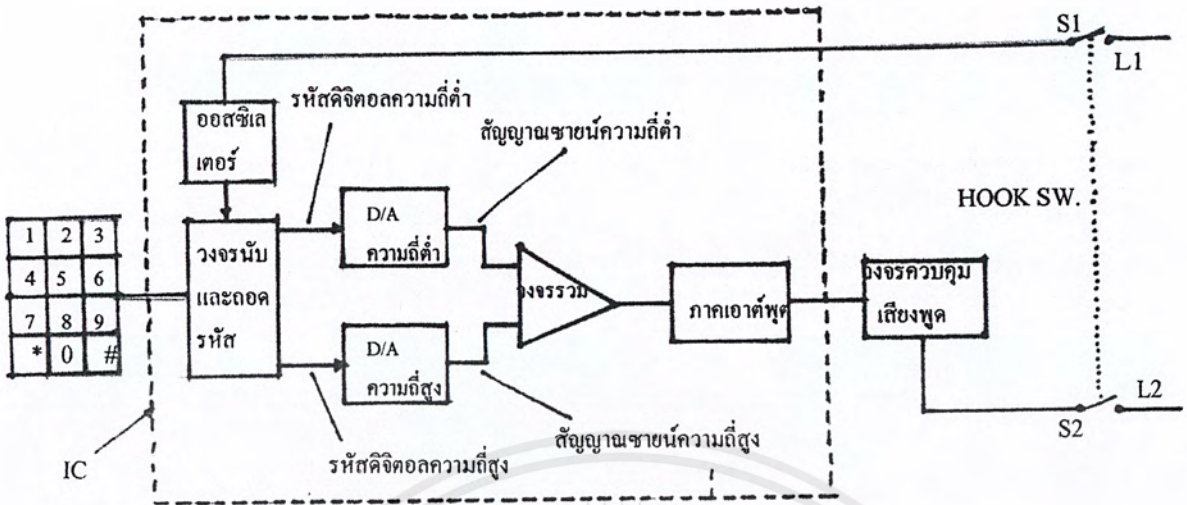 S1
L1
ออสซิเล
เตอร์
รหัสดิจิตอลความถี่ต่ำ
สัญญาณซายน์ความถี่ต่ำ
HOOK SW.
1 2 3
4 5 6
7 8 9
* 0 #
วงจรนับ
และถอด
รหัส
D/A
ความถี่ต่ำ
วงจรรวม
ภาคเอาต์พุต
วงจรควบคุม
เสียงพูด
D/A
ความถี่สูง
L2
S2
สัญญาณซายน์ความถี่สูง
รหัสดิจิตอลความถี่สูง
IC